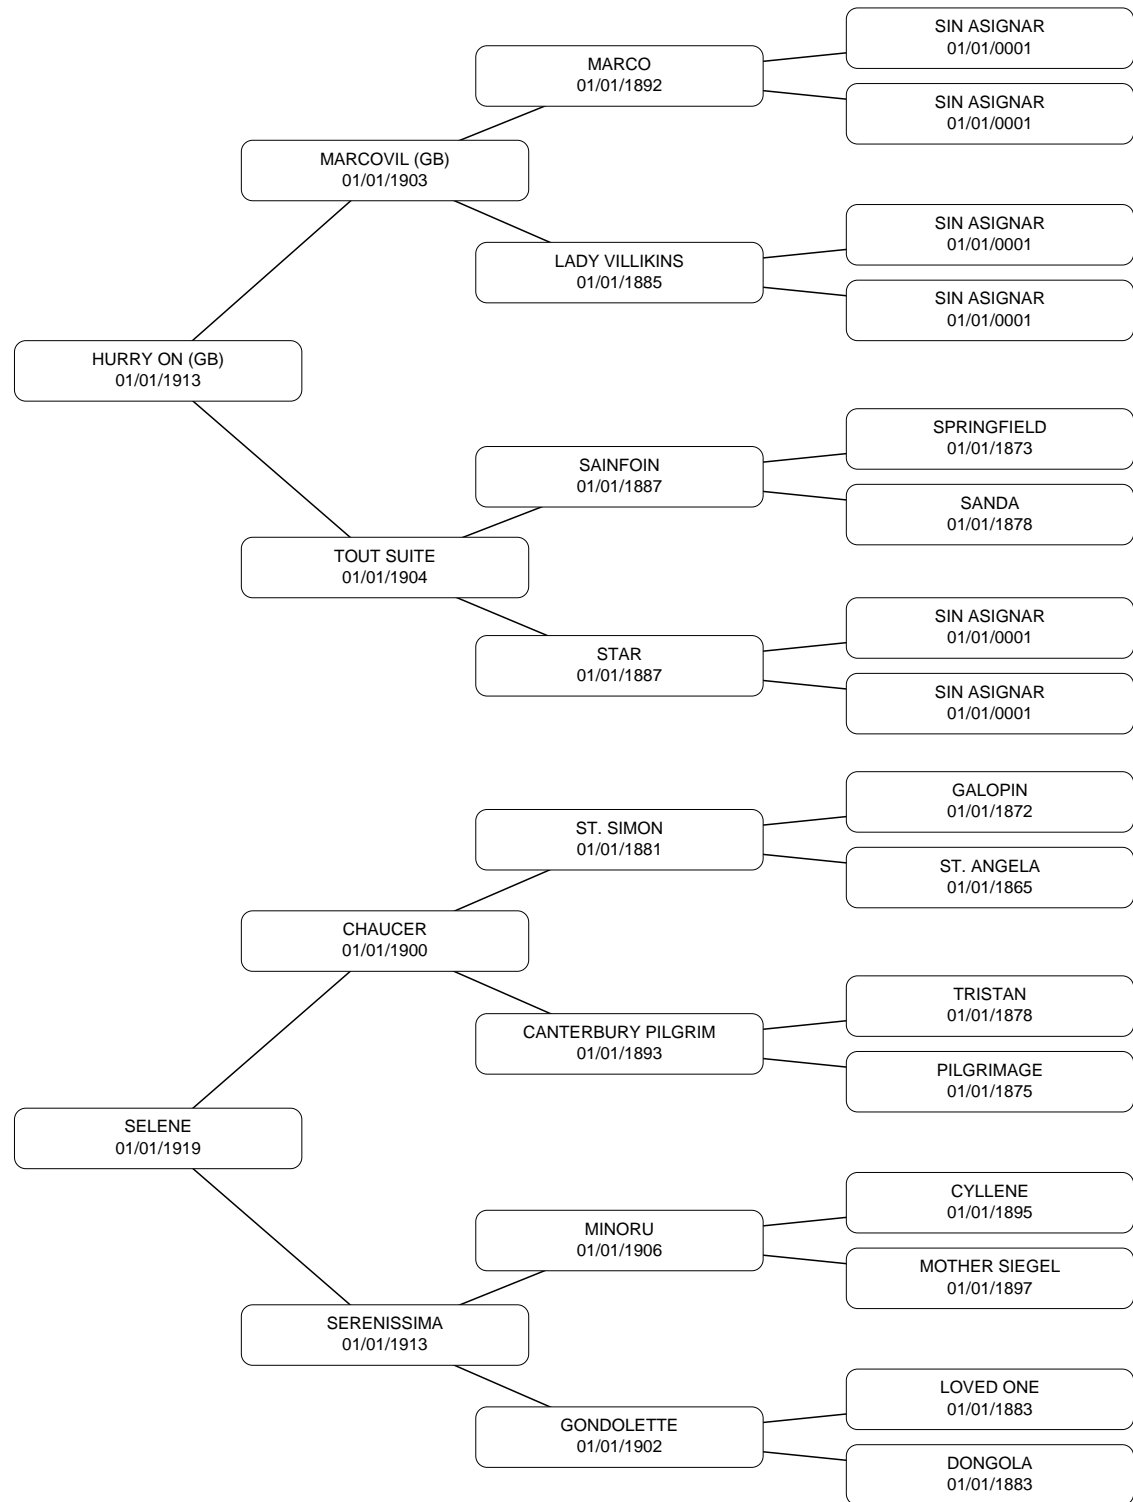 SIN ASIGNAR
01/01/0001
MARCO
01/01/1892
SIN ASIGNAR
01/01/0001
MARCOVIL (GB)
01/01/1903
SIN ASIGNAR
01/01/0001
LADY VILLIKINS
01/01/1885
SIN ASIGNAR
01/01/0001
HURRY ON (GB)
01/01/1913
SPRINGFIELD
01/01/1873
SAINFOIN
01/01/1887
SANDA
01/01/1878
TOUT SUITE
01/01/1904
SIN ASIGNAR
01/01/0001
STAR
01/01/1887
SIN ASIGNAR
01/01/0001
GALOPIN
01/01/1872
ST. SIMON
01/01/1881
ST. ANGELA
01/01/1865
CHAUCER
01/01/1900
TRISTAN
01/01/1878
CANTERBURY PILGRIM
01/01/1893
PILGRIMAGE
01/01/1875
SELENE
01/01/1919
CYLLENE
01/01/1895
MINORU
01/01/1906
MOTHER SIEGEL
01/01/1897
SERENISSIMA
01/01/1913
LOVED ONE
01/01/1883
GONDOLETTE
01/01/1902
DONGOLA
01/01/1883